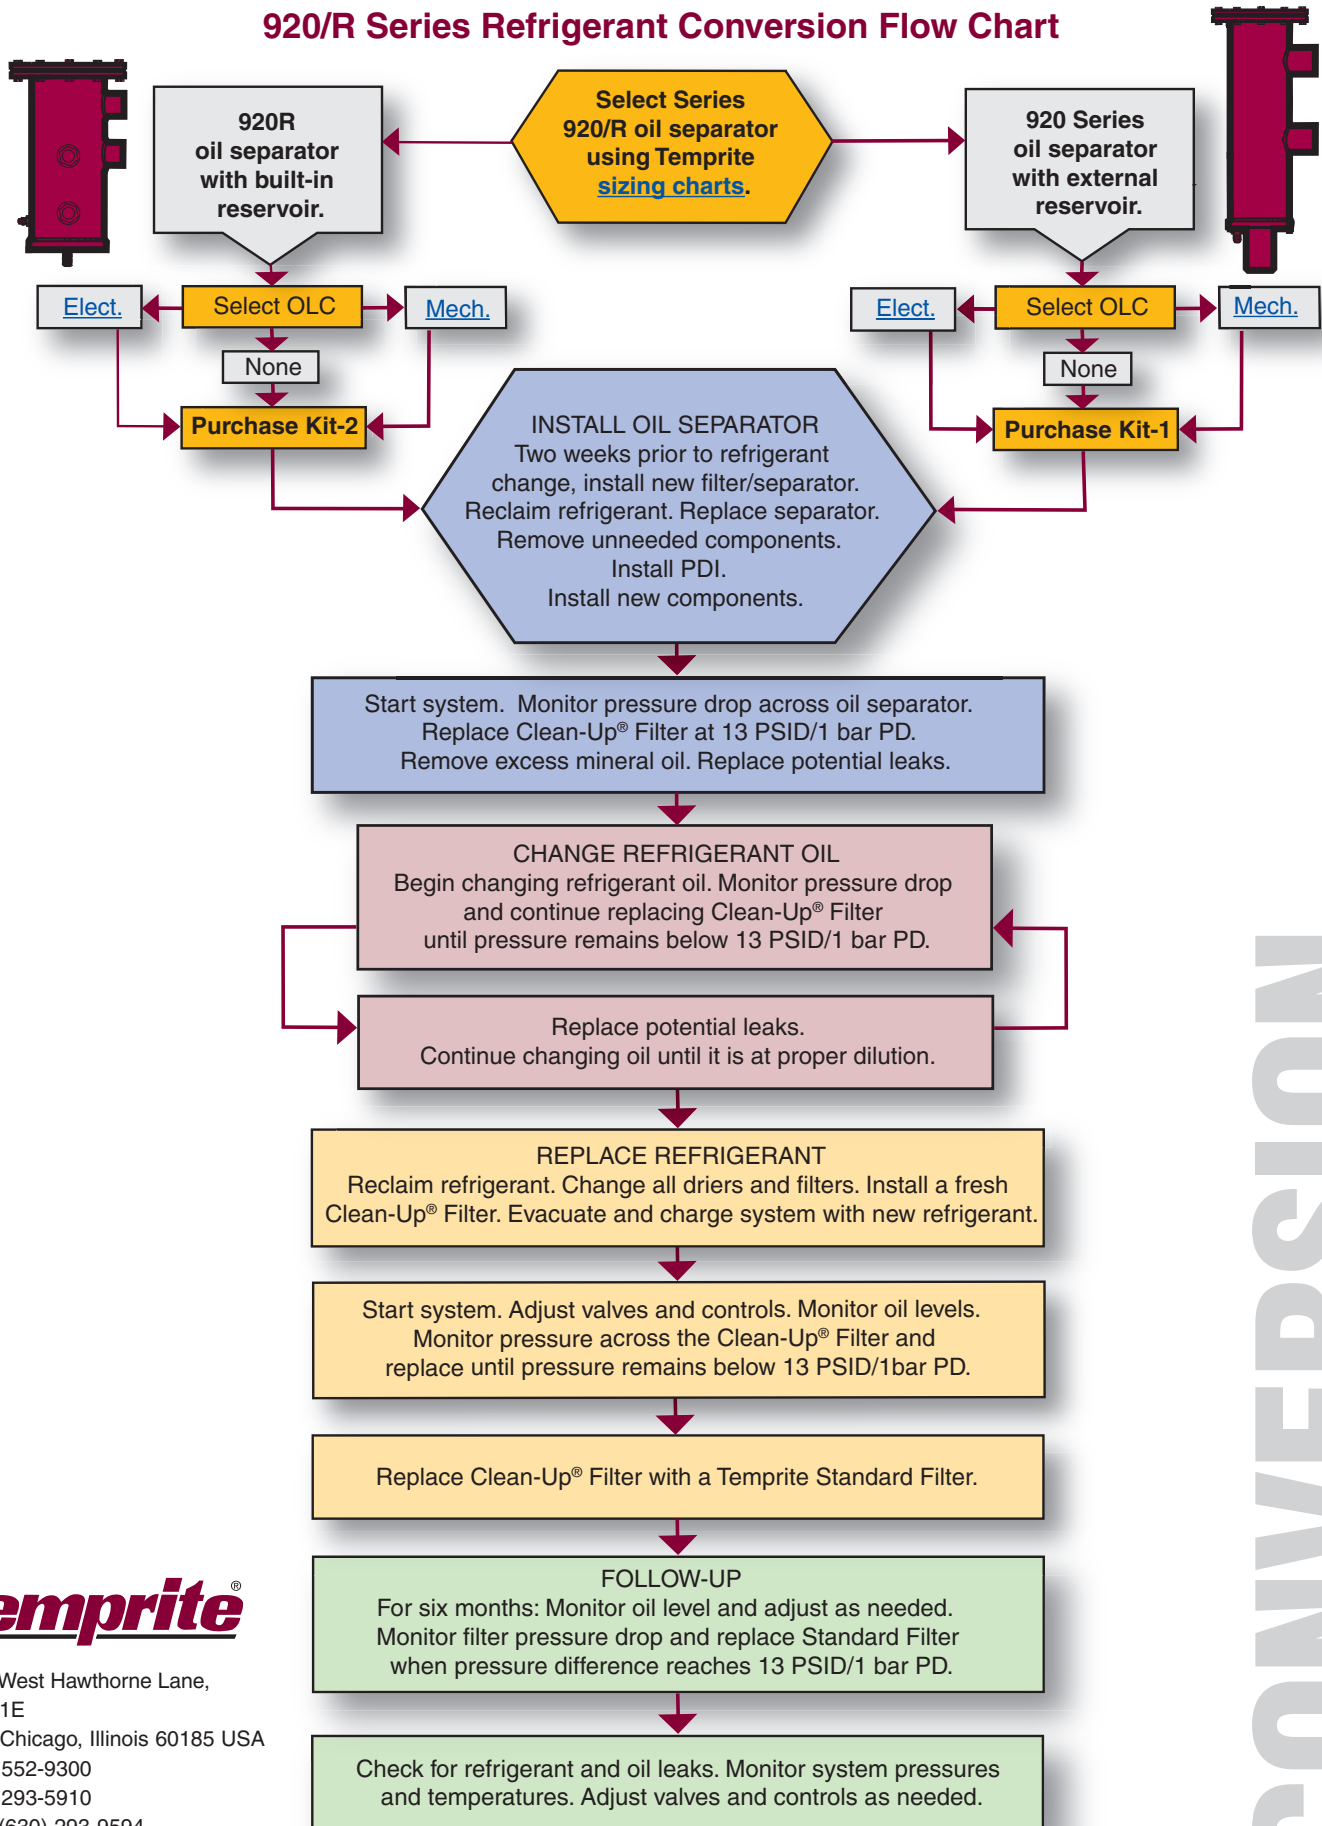 920/R Series Refrigerant Conversion Flow Chart
Select Series
920/R oil separator
using Temprite
sizing charts.
920R
oil separator
with built-in
reservoir.
920 Series
oil separator
with external
reservoir.
Elect.
Select OLC
Mech.
None
Purchase Kit-2
Elect.
Select OLC
Mech.
None
Purchase Kit-1
INSTALL OIL SEPARATOR
Two weeks prior to refrigerant
change, install new filter/separator.
Reclaim refrigerant. Replace separator.
Remove unneeded components.
Install PDI.
Install new components.
Start system. Monitor pressure drop across oil separator.
Replace Clean-Up® Filter at 13 PSID/1 bar PD.
Remove excess mineral oil. Replace potential leaks.
CHANGE REFRIGERANT OIL
Begin changing refrigerant oil. Monitor pressure drop
and continue replacing Clean-Up® Filter
until pressure remains below 13 PSID/1 bar PD.
Replace potential leaks.
Continue changing oil until it is at proper dilution.
REPLACE REFRIGERANT
Reclaim refrigerant. Change all driers and filters. Install a fresh
Clean-Up® Filter. Evacuate and charge system with new refrigerant.
Start system. Adjust valves and controls. Monitor oil levels.
Monitor pressure across the Clean-Up® Filter and
replace until pressure remains below 13 PSID/1bar PD.
Replace Clean-Up® Filter with a Temprite Standard Filter.
FOLLOW-UP
For six months: Monitor oil level and adjust as needed.
Monitor filter pressure drop and replace Standard Filter
when pressure difference reaches 13 PSID/1 bar PD.
Check for refrigerant and oil leaks. Monitor system pressures
and temperatures. Adjust valves and controls as needed.
emprite®
West Hawthorne Lane,
1E
Chicago, Illinois 60185 USA
552-9300
293-5910
(630) 293-9594
CONVERSION